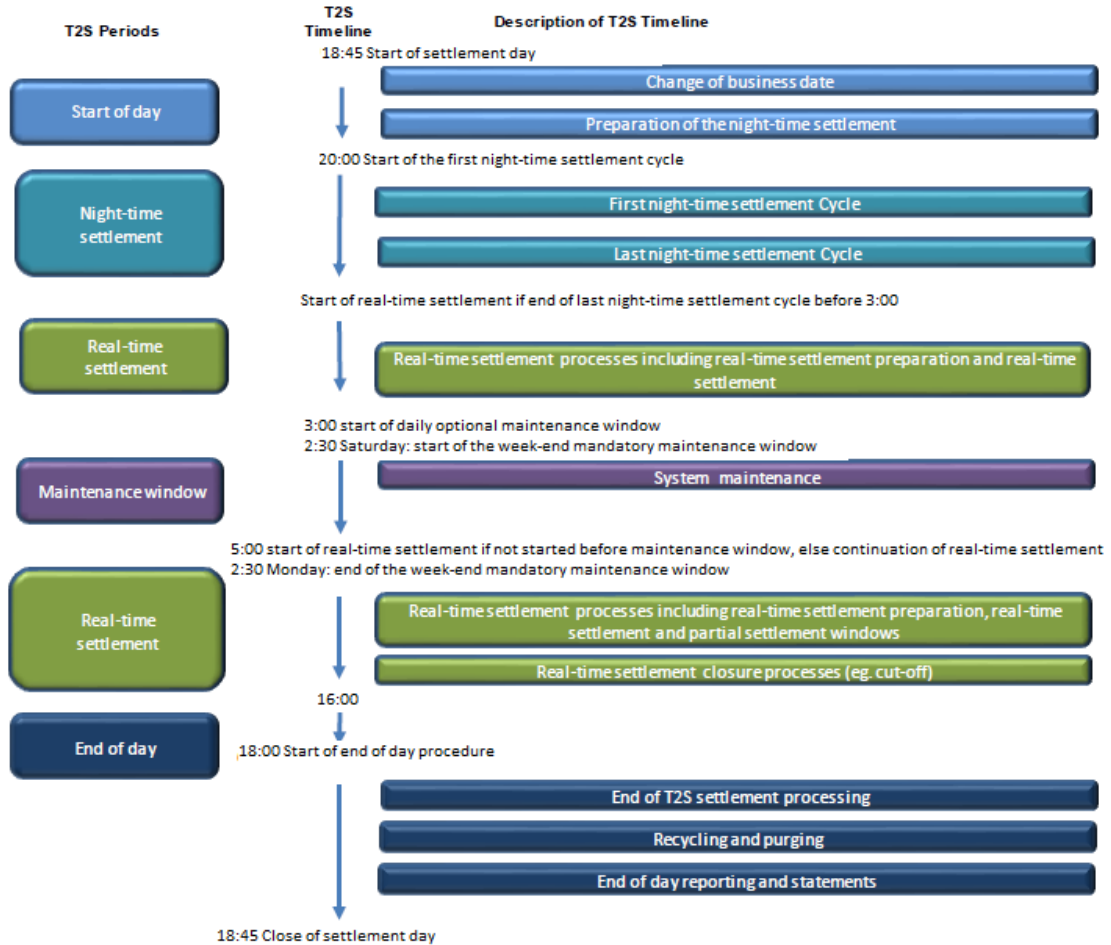 T2S Periods
T2S
Timeline
Description of T2S Timeline
18:45 Start of settlement day
Start of day
Change of business date
Preparation of the night-time settlement
20:00 Start of the first night-time settlement cycle
Night-time
settlement
First night-time settlement Cycle
Last night-time settlement Cycle
Start of real-time settlement if end of last night-time settlement cycle before 3:00
Real-time
settlement
Real-time settlement processes including real-time settlement preparation and real-time
settlement
3:00 start of daily optional maintenance window
2:30 Saturday: start of the week-end mandatory maintenance window
Maintenance window
System maintenance
5:00 start of real-time settlement if not started before maintenance window, else continuation of real-time settlement
2:30 Monday: end of the week-end mandatory maintenance window
Real-time
settlement
Real-time settlement processes including real-time settlement preparation, real-time
settlement and partial settlement windows
Real-time settlement closure processes (eg. cut-off)
16:00
End of day
18:00 Start of end of day procedure
End of T2S settlement processing
Recycling and purging
End of day reporting and statements
18:45 Close of settlement day